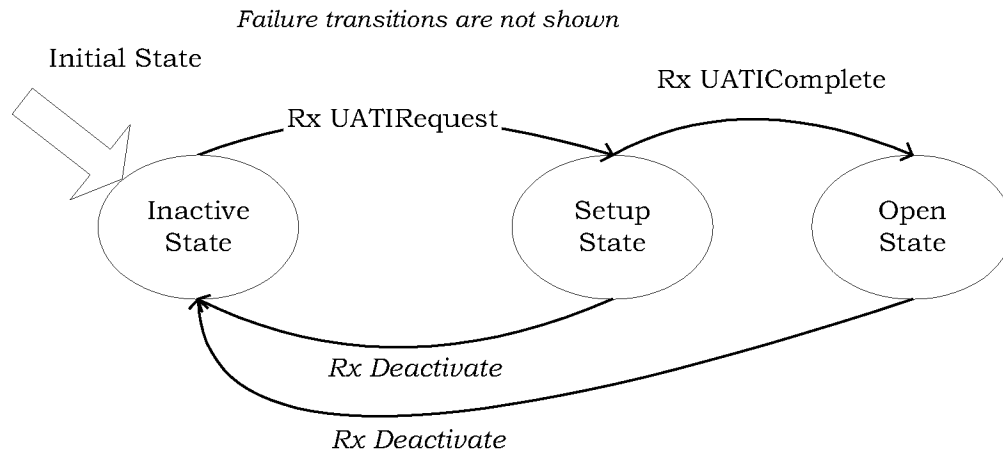 Failure transitions are not shown
Initial State
Rx UATIComplete
Rx UATIRequest
Inactive
State
Setup
State
Open
State
Rx Deactivate
Rx Deactivate